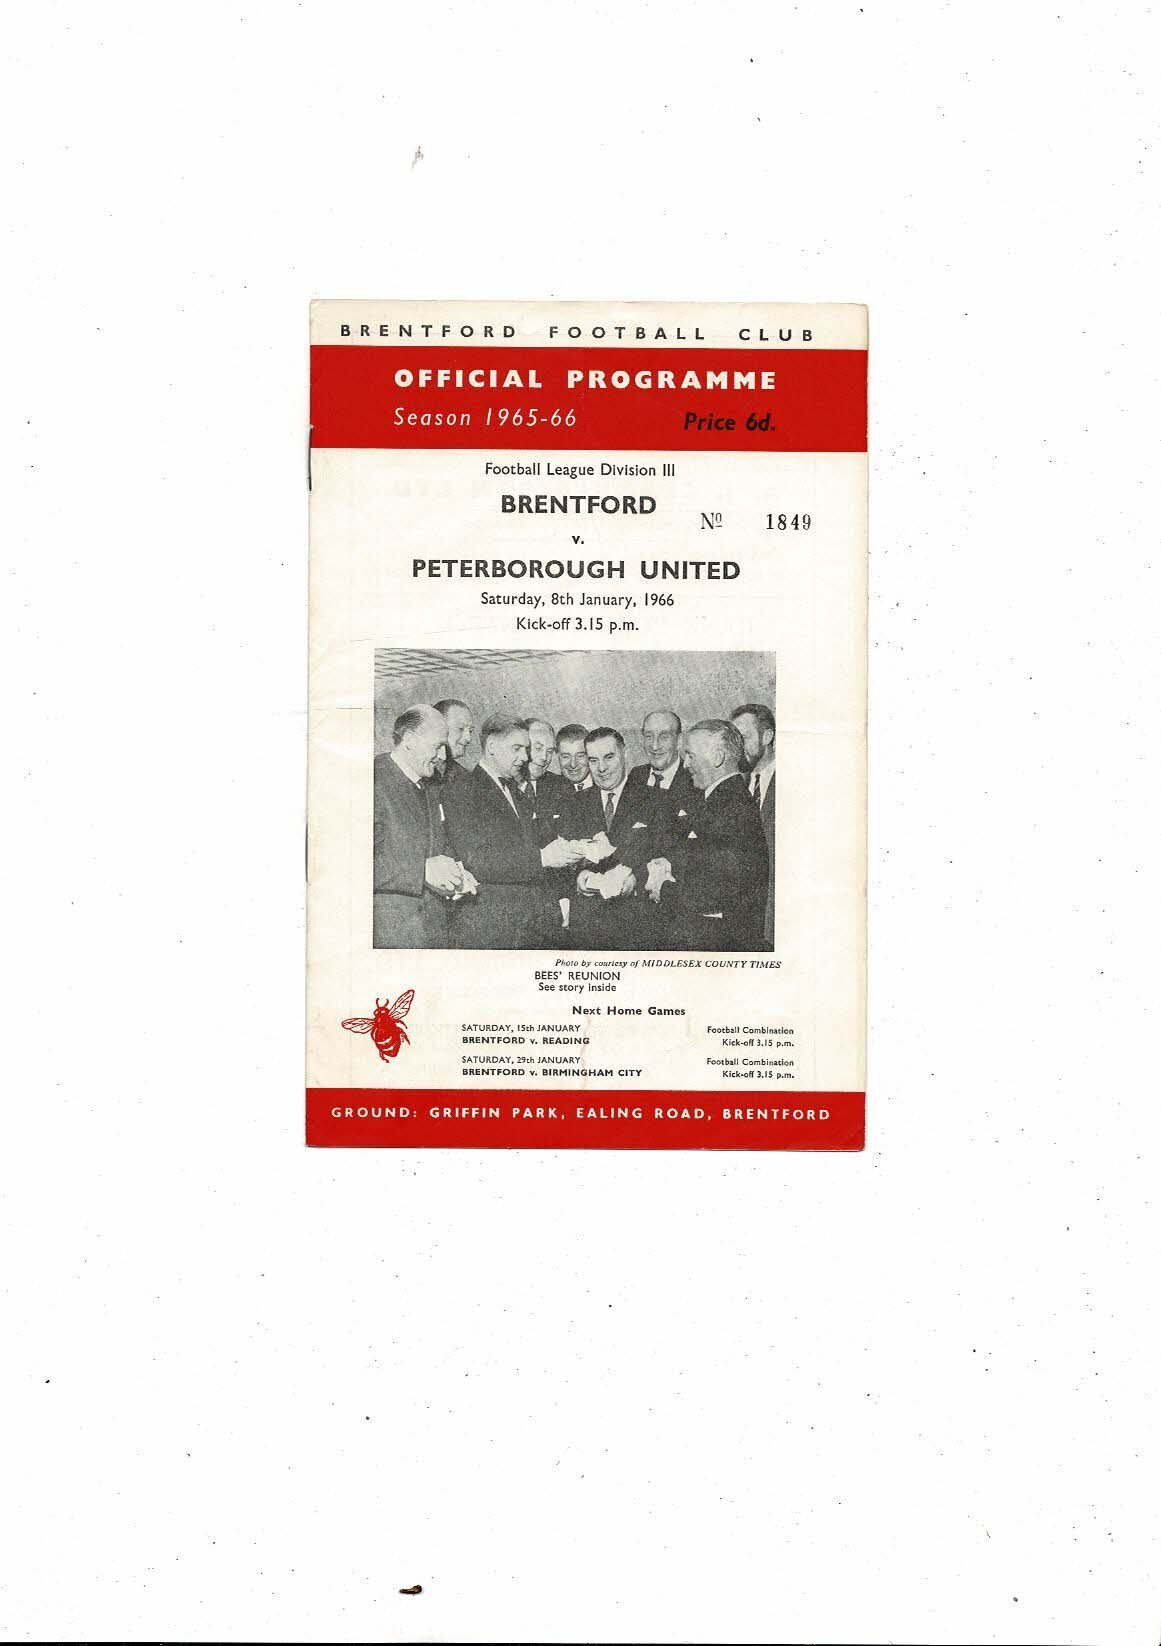 BRENTFORD FOOTBALL CLUB
OFFICIAL PROGRAMME
Season 1965-66 Price 6d.
Football League Division III
BRENTFORD
Nº 1849
v.
PETERBOROUGH UNITED
Saturday, 8th January, 1966
Kick-off 3.15 p.m.
Photo by courtesy of MIDDLESEX COUNTY TIMES
BEES' REUNION
See story inside
Next Home Games
SATURDAY, 15th JANUARY Football Combination
BRENTFORD v. READING Kick-off 3.15 p.m.
SATURDAY, 29th JANUARY Football Combination
BRENTFORD v. BIRMINGHAM CITY Kick-off 3.15 p.m.
GROUND: GRIFFIN PARK, EALING ROAD, BRENTFORD